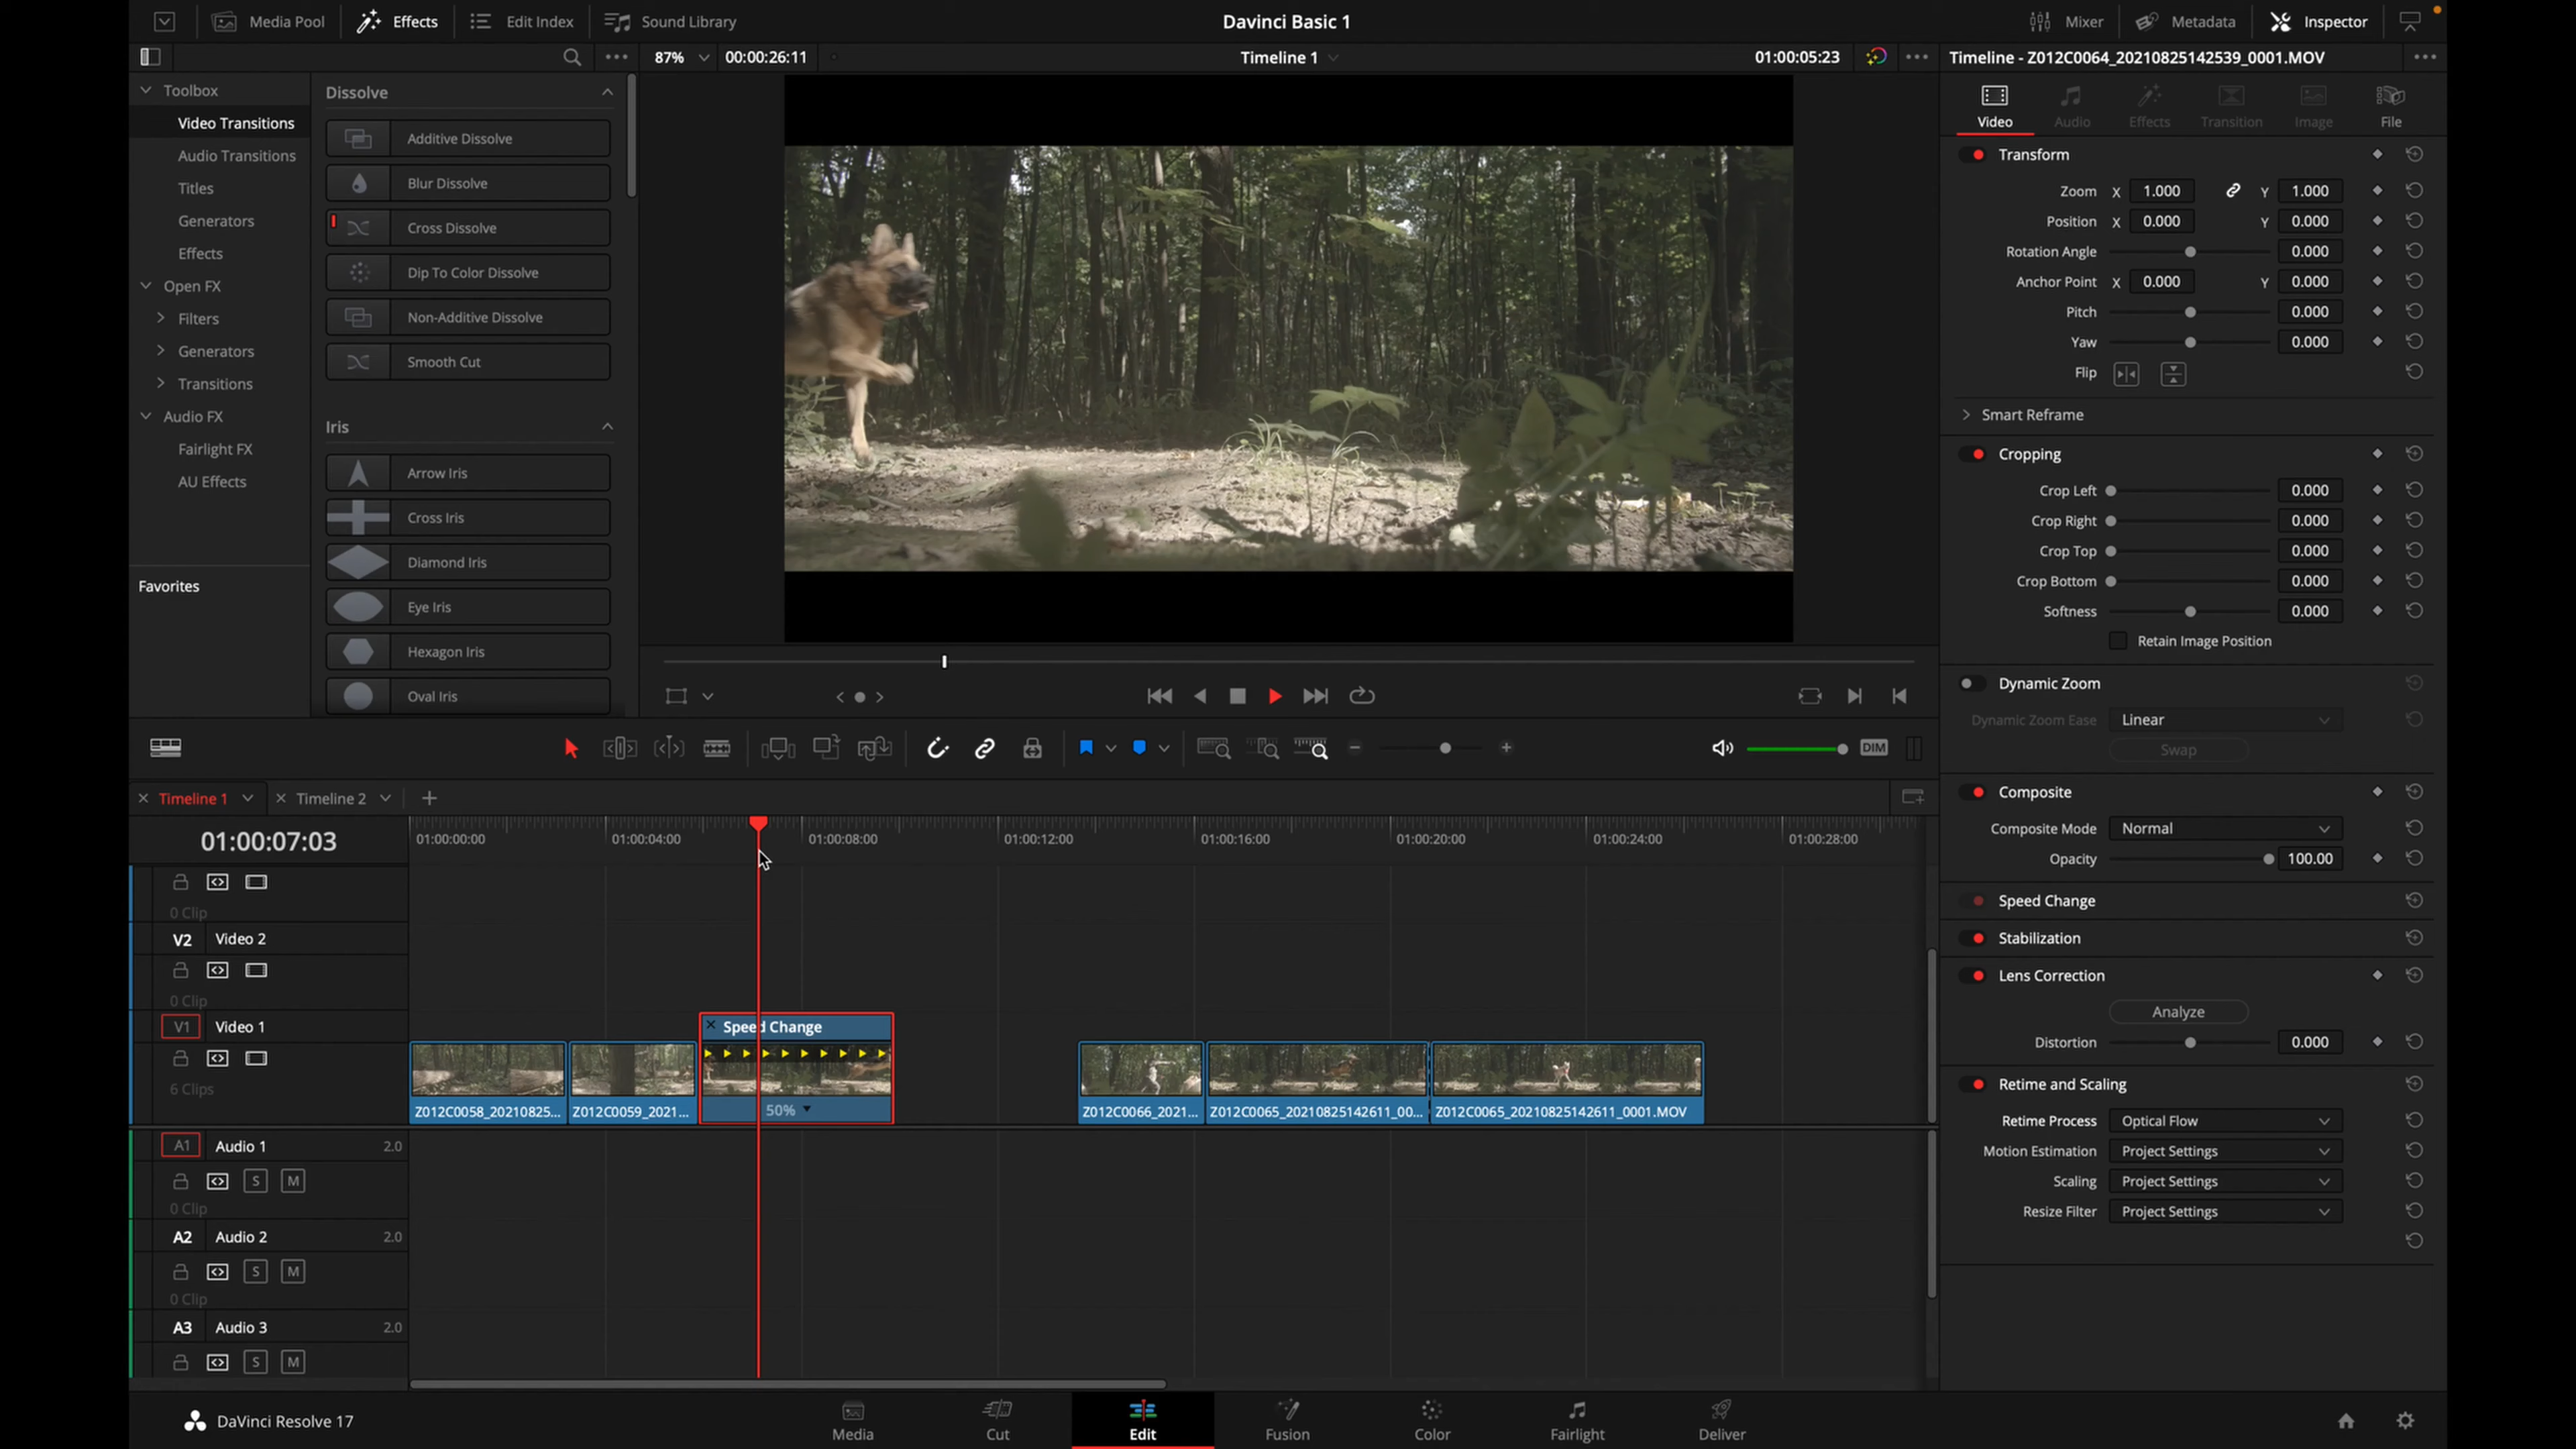 Media Pool
Effects
Edit Index
Sound Library
Davinci Basic 1
Mixer
Metadata
Inspector
87%
00:00:26:11
Timeline 1
01:00:05:23
Timeline - Z012C0064_20210825142539_0001.MOV
Toolbox
Video Transitions
Audio Transitions
Titles
Generators
Effects
Open FX
Filters
Generators
Transitions
Audio FX
Fairlight FX
AU Effects
Favorites
Dissolve
Additive Dissolve
Blur Dissolve
Cross Dissolve
Dip To Color Dissolve
Non-Additive Dissolve
Smooth Cut
Iris
Arrow Iris
Cross Iris
Diamond Iris
Eye Iris
Hexagon Iris
Oval Iris
Video
Audio
Effects
Transition
Image
File
Transform
Zoom X 1.000 Y 1.000
Position X 0.000 Y 0.000
Rotation Angle 0.000
Anchor Point X 0.000 Y 0.000
Pitch 0.000
Yaw 0.000
Flip
Smart Reframe
Cropping
Crop Left 0.000
Crop Right 0.000
Crop Top 0.000
Crop Bottom 0.000
Softness 0.000
Retain Image Position
Dynamic Zoom
Dynamic Zoom Ease Linear
Swap
Composite
Composite Mode Normal
Opacity 100.00
Speed Change
Stabilization
Lens Correction
Analyze
Distortion 0.000
Retime and Scaling
Retime Process Optical Flow
Motion Estimation Project Settings
Scaling Project Settings
Resize Filter Project Settings
DIM
Timeline 1
Timeline 2
01:00:07:03
01:00:00:00
01:00:04:00
01:00:08:00
01:00:12:00
01:00:16:00
01:00:20:00
01:00:24:00
01:00:28:00
0 Clip
V2 Video 2
0 Clip
V1 Video 1
6 Clips
Speed Change
50%
Z012C0058_20210825...
Z012C0059_2021...
Z012C0066_2021...
Z012C0065_20210825142611_00...
Z012C0065_20210825142611_0001.MOV
A1 Audio 1 2.0
S M
0 Clip
A2 Audio 2 2.0
S M
0 Clip
A3 Audio 3 2.0
S M
DaVinci Resolve 17
Media
Cut
Edit
Fusion
Color
Fairlight
Deliver